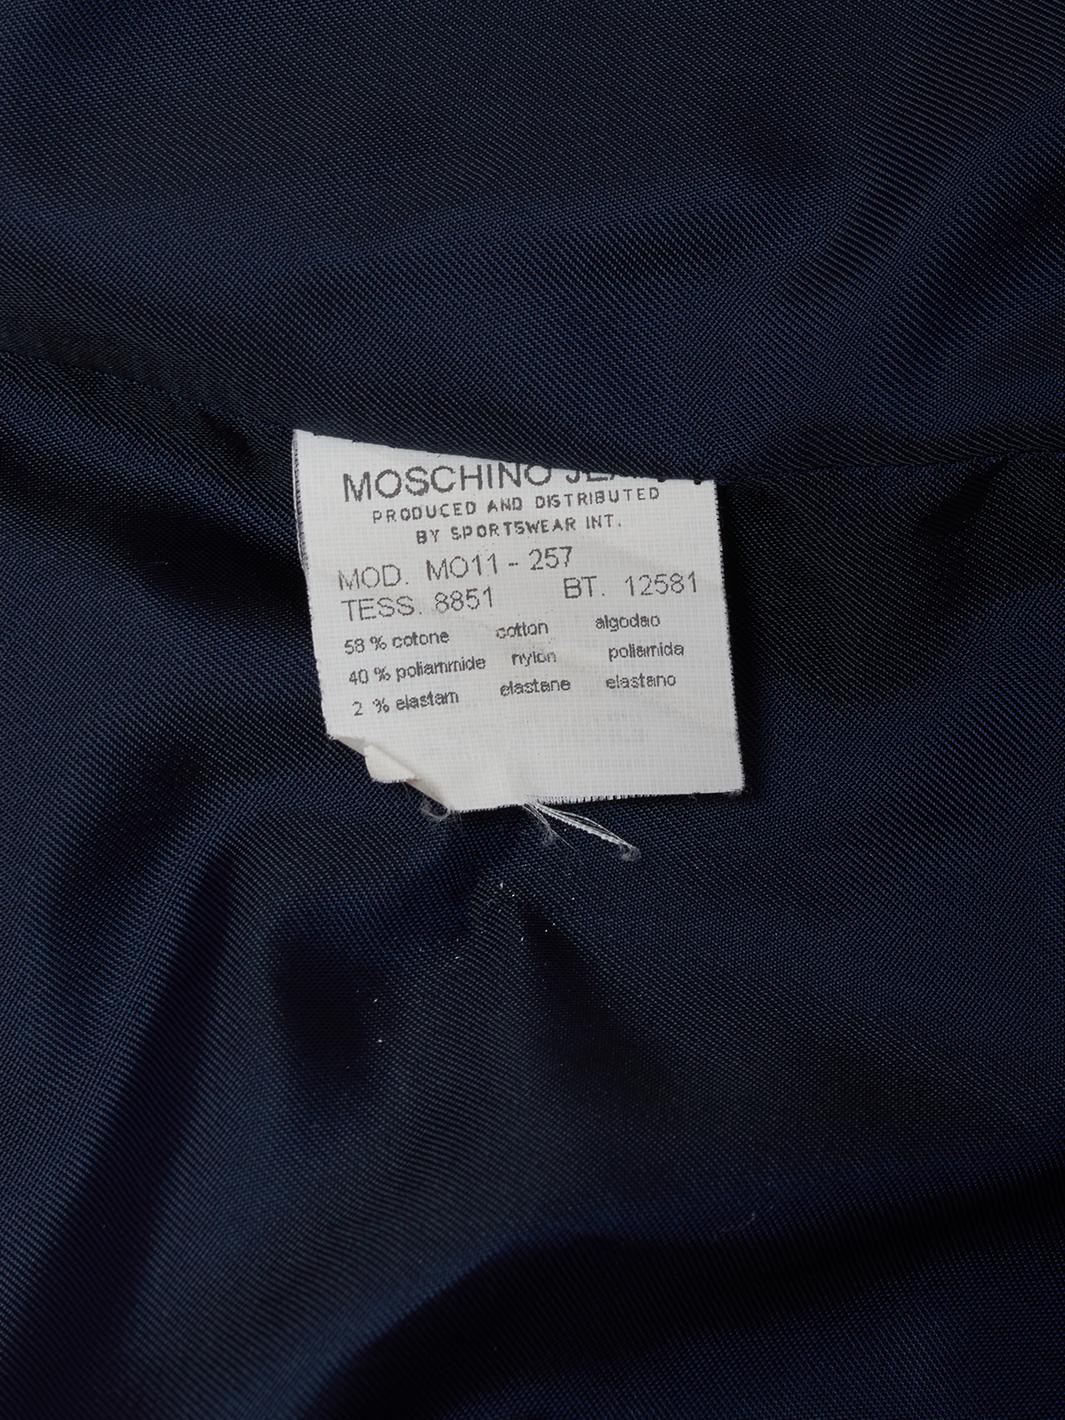 MOSCHINO JEANS
PRODUCED AND DISTRIBUTED
BY SPORTSWEAR INT.
MOD. MO11 - 257
TESS. 8851 BT. 12581
58 % cotone cotton algodao
40 % poliammide nylon poliamida
2 % elastam elastane elastano